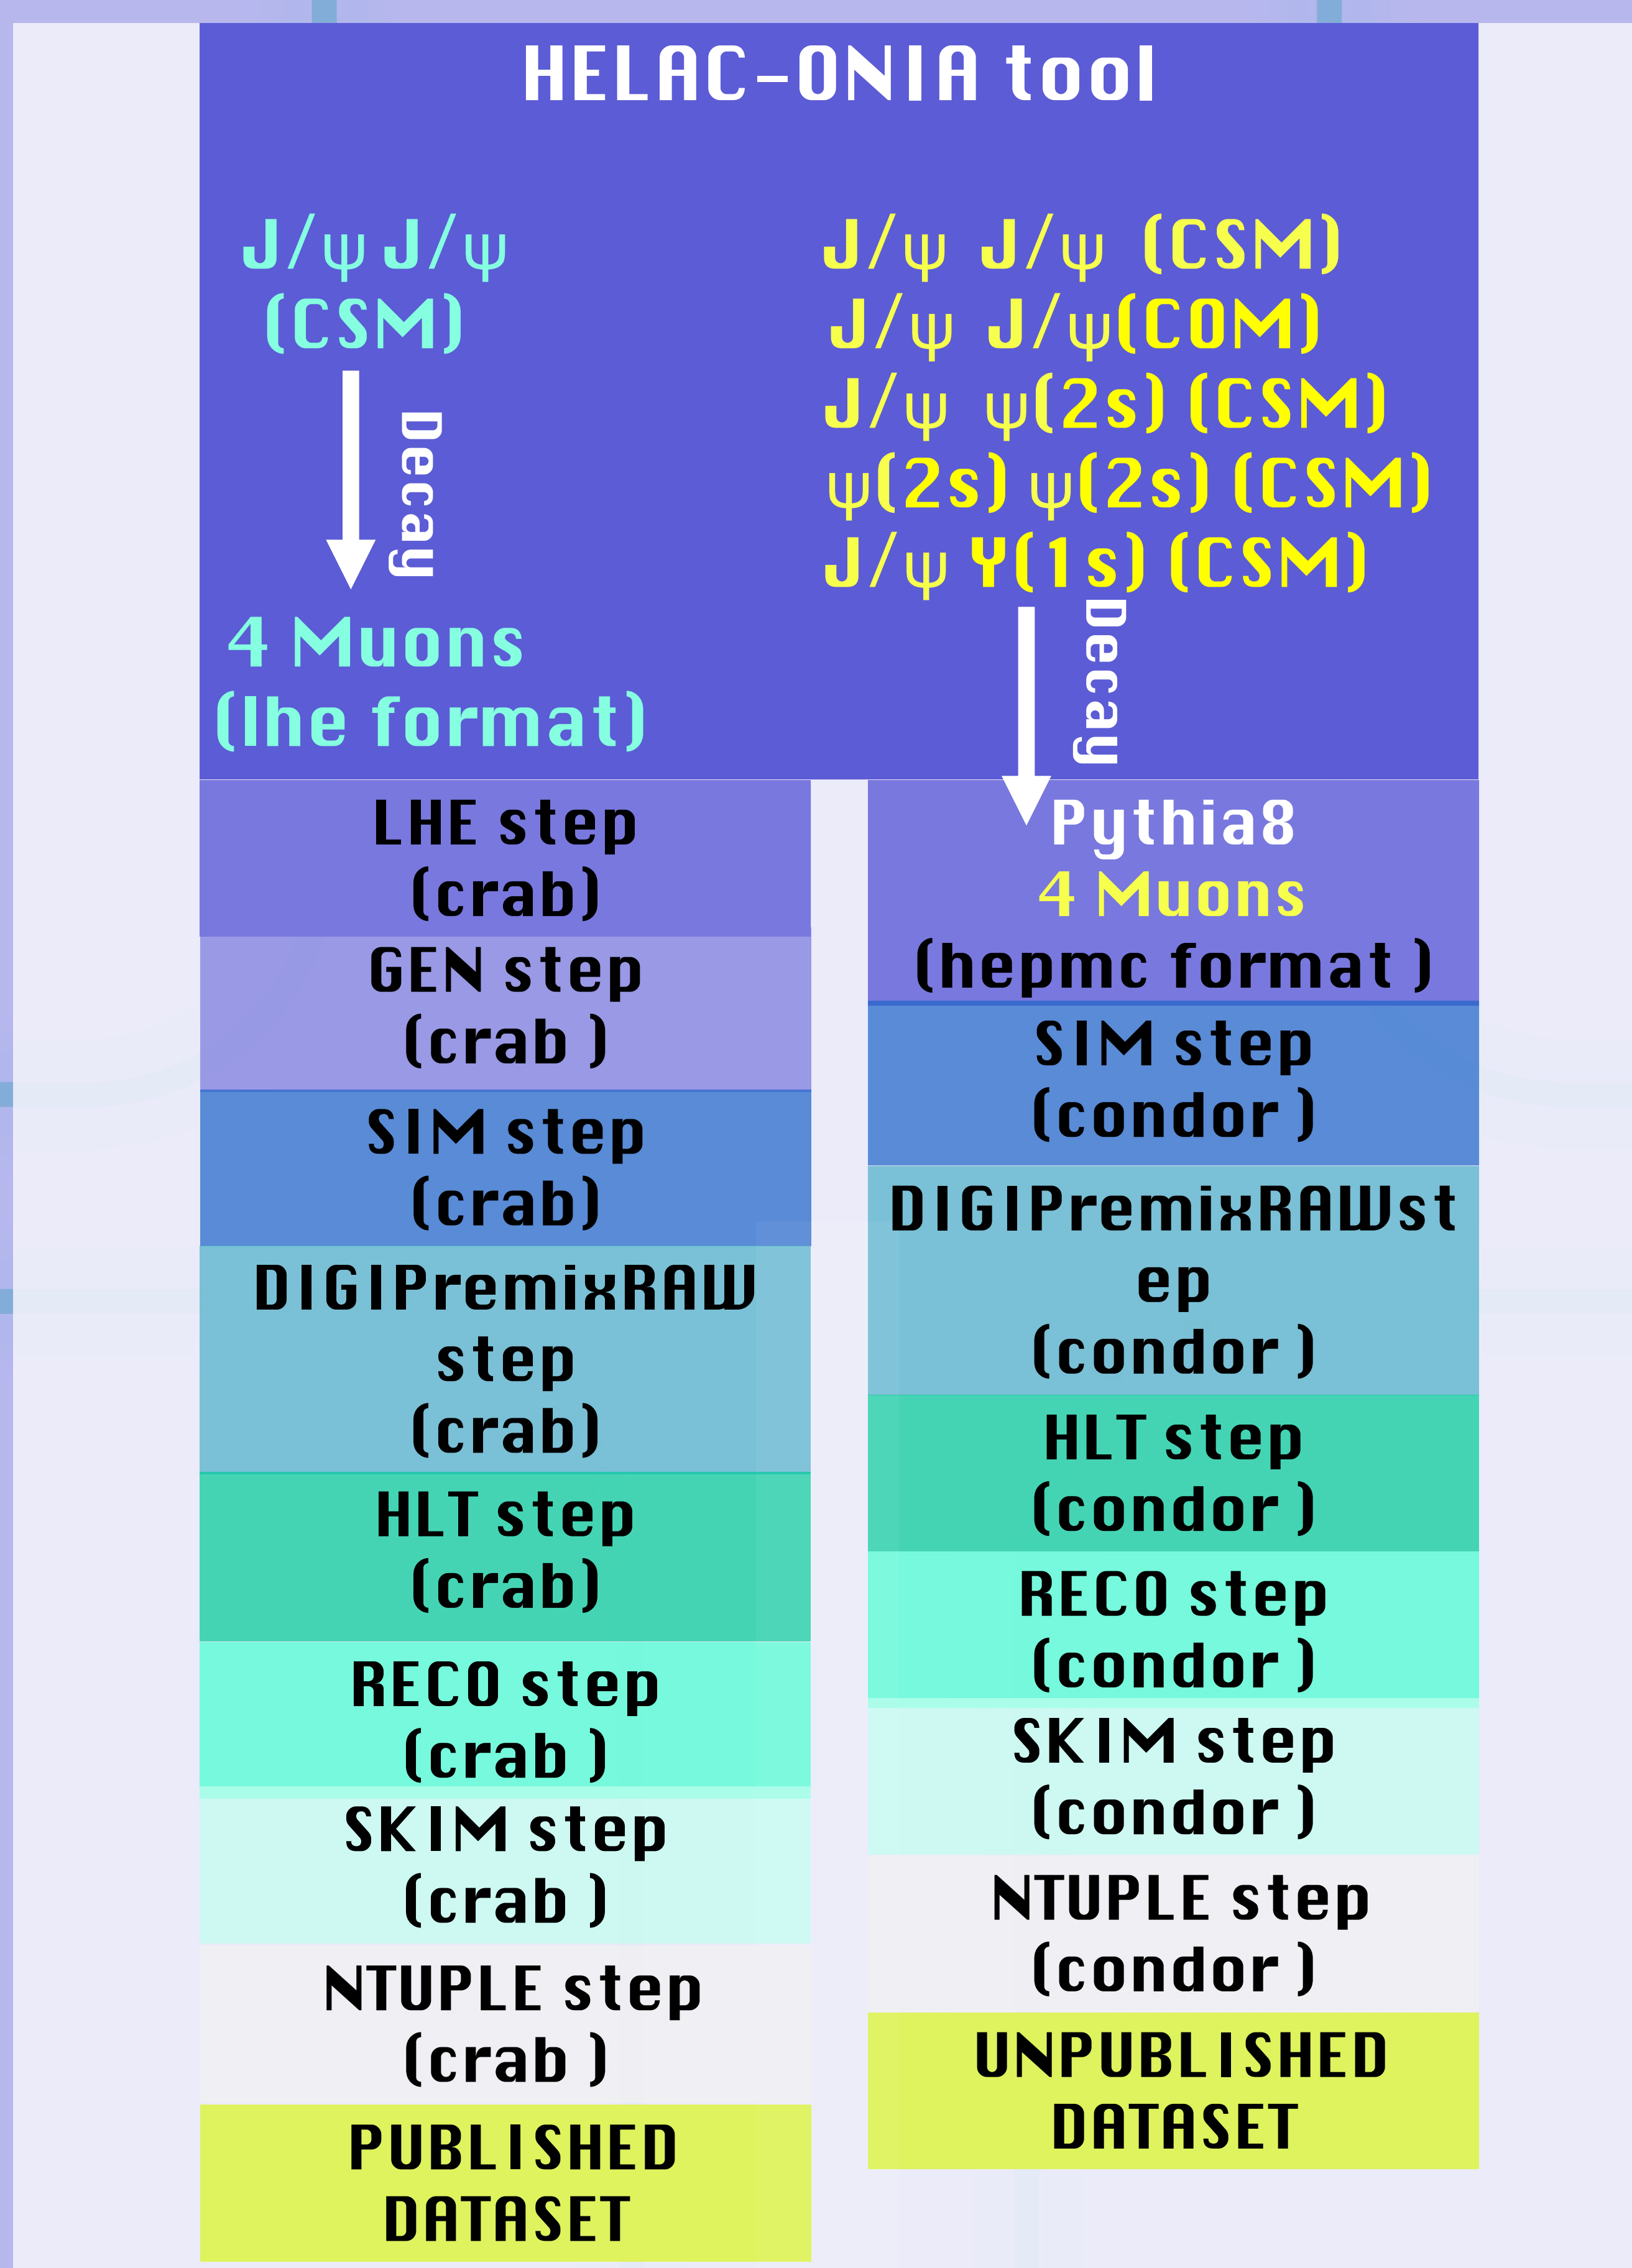 HELAC-ONIA tool
J/ψ J/ψ
(CSM)
Decay
4 Muons
(lhe format)
J/ψ J/ψ (CSM)
J/ψ J/ψ(COM)
J/ψ ψ(2s) (CSM)
ψ(2s) ψ(2s) (CSM)
J/ψ Y(1s) (CSM)
Decay
LHE step
(crab)
GEN step
(crab )
SIM step
(crab)
DIGIPremixRAW
step
(crab)
HLT step
(crab)
RECO step
(crab )
SKIM step
(crab )
NTUPLE step
(crab )
PUBLISHED
DATASET
Pythia8
4 Muons
(hepmc format )
SIM step
(condor )
DIGIPremixRAWst
ep
(condor )
HLT step
(condor )
RECO step
(condor )
SKIM step
(condor )
NTUPLE step
(condor )
UNPUBLISHED
DATASET